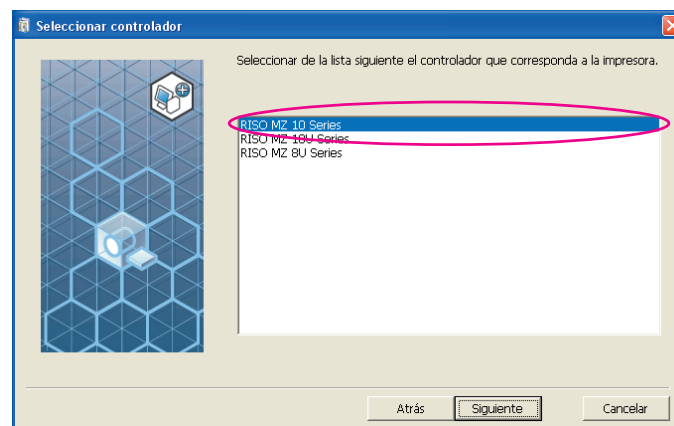 Seleccionar controlador
Seleccionar de la lista siguiente el controlador que corresponda a la impresora.
RISO MZ 10 Series
RISO MZ 10U Series
RISO MZ 8U Series
Atrás
Siguiente
Cancelar